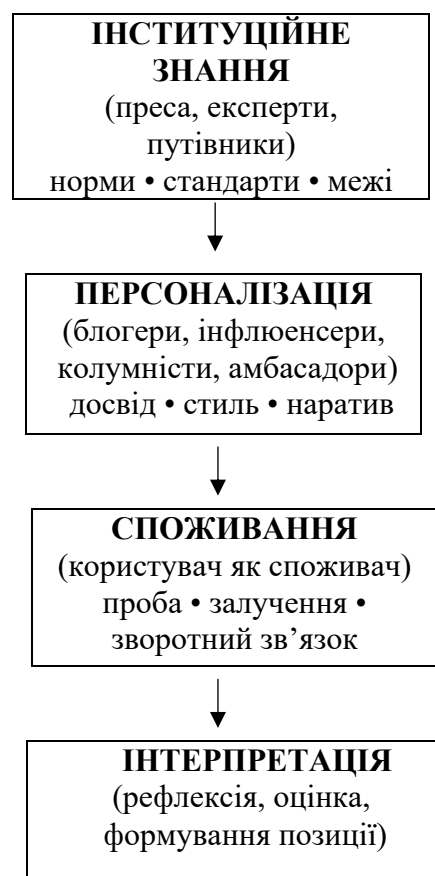 ІНСТИТУЦІЙНЕ
ЗНАННЯ
(преса, експерти,
путівники)
норми • стандарти • межі
ПЕРСОНАЛІЗАЦІЯ
(блогери, інфлюенсери,
колумністи, амбасадори)
досвід • стиль • наратив
СПОЖИВАННЯ
(користувач як споживач)
проба • залучення •
зворотний зв’язок
ІНТЕРПРЕТАЦІЯ
(рефлексія, оцінка,
формування позиції)